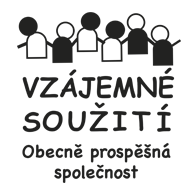 VZÁJEMNÉ
SOUŽITÍ
Obecně prospěšná
společnost